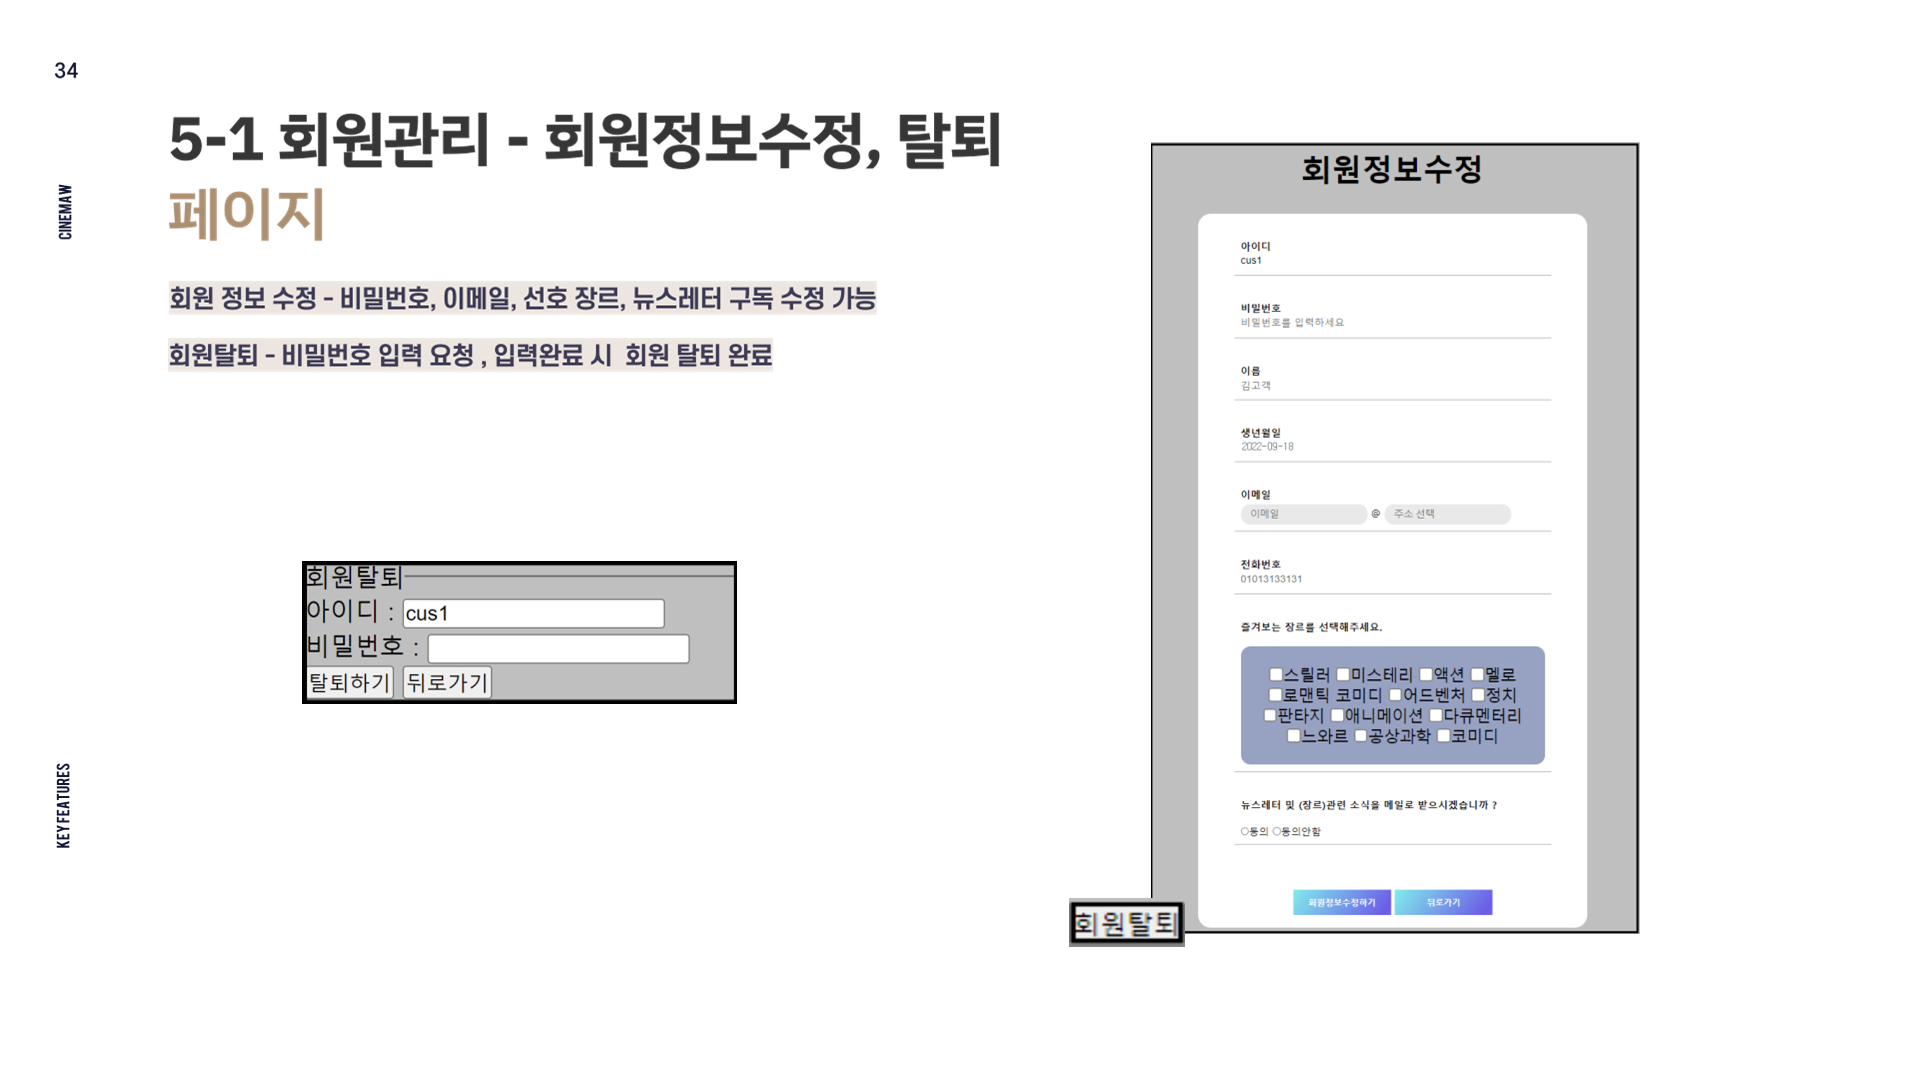 34
5-1 회원관리 - 회원정보수정, 탈퇴
페이지
CINEMAW
회원 정보 수정 - 비밀번호, 이메일, 선호 장르, 뉴스레터 구독 수정 가능
회원탈퇴 - 비밀번호 입력 요청 , 입력완료 시 회원 탈퇴 완료
회원탈퇴
아이디 : cus1
비밀번호 :
탈퇴하기 뒤로가기
KEYFEATURES
회원정보수정
아이디
cus1
비밀번호
비밀번호를 입력하세요
이름
김고객
생년월일
2022-09-18
이메일
이메일 @ 주소 선택
전화번호
01013133131
즐겨보는 장르를 선택해주세요.
스릴러 미스테리 액션 멜로
로맨틱 코미디 어드벤처 정치
판타지 애니메이션 다큐멘터리
느와르 공상과학 코미디
뉴스레터 및 (장르)관련 소식을 메일로 받으시겠습니까 ?
동의 동의안함
회원정보수정하기 뒤로가기
회원탈퇴